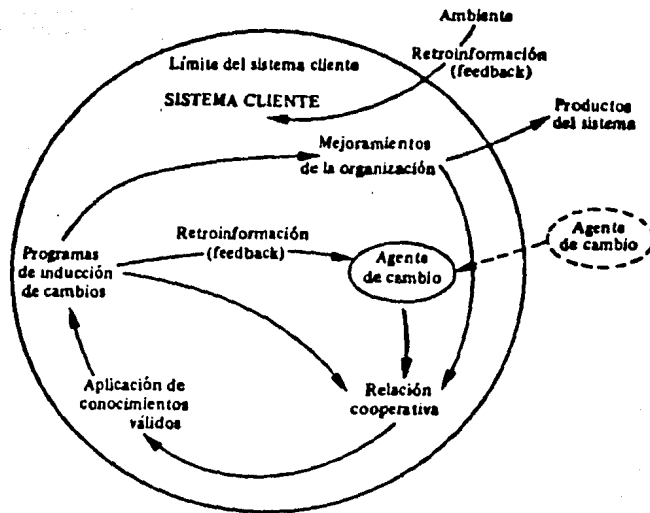 Ambiente
Retroinformación
(feedback)
Límite del sistema cliente
SISTEMA CLIENTE
Productos
del sistema
Mejoramientos
de la organización
Retroinformación
(feedback)
Agente
de cambio
Agente
de cambio
Programas
de inducción
de cambios
Aplicación de
conocimientos
válidos
Relación
cooperativa